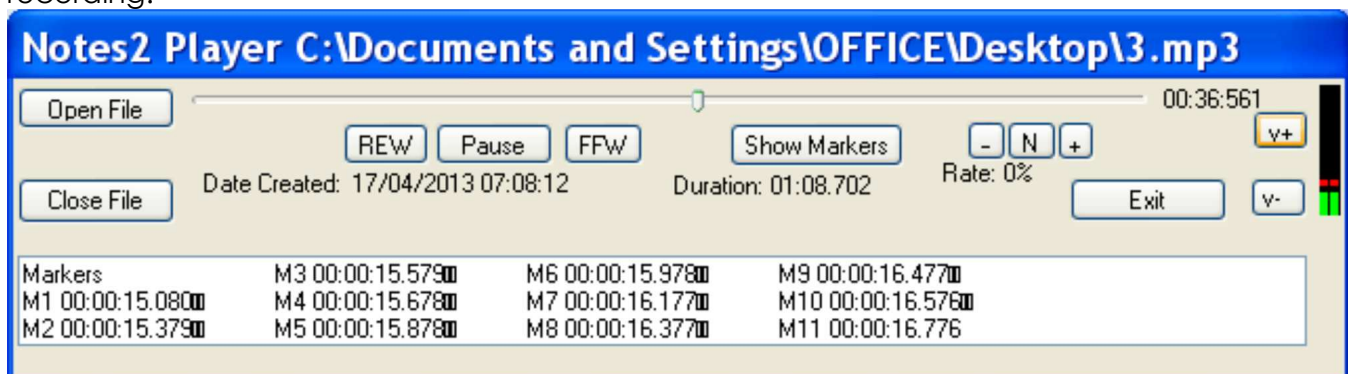 recording.
Notes2 Player C:\Documents and Settings\OFFICE\Desktop\3.mp3
Open File
00:36:561
REW Pause FFW Show Markers - N + v+
Date Created: 17/04/2013 07:08:12 Duration: 01:08.702 Rate: 0%
Close File Exit v-
Markers M3 00:00:15.579 M6 00:00:15.978 M9 00:00:16.477
M1 00:00:15.080 M4 00:00:15.678 M7 00:00:16.177 M10 00:00:16.576
M2 00:00:15.379 M5 00:00:15.878 M8 00:00:16.377 M11 00:00:16.776